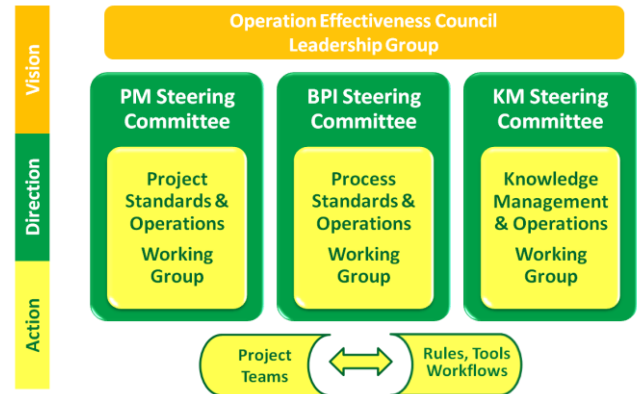 Vision
Direction
Action
Operation Effectiveness Council
Leadership Group
PM Steering
Committee
Project
Standards &
Operations
Working
Group
BPI Steering
Committee
Process
Standards &
Operations
Working
Group
KM Steering
Committee
Knowledge
Management
& Operations
Working
Group
Project
Teams
Rules, Tools
Workflows